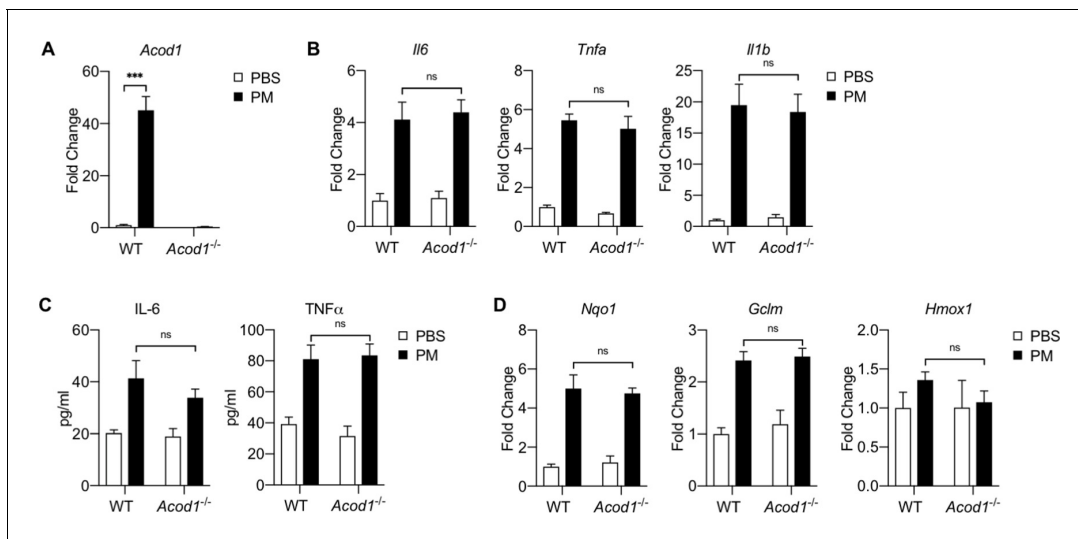 A
Acod1
Fold Change
60
40
20
0
***
PBS
PM
WT
Acod1-/-
B
Il6
Fold Change
6
4
2
0
ns
WT
Acod1-/-
Tnfa
Fold Change
8
6
4
2
0
ns
WT
Acod1-/-
Il1b
Fold Change
25
20
15
10
5
0
ns
WT
Acod1-/-
PBS
PM
C
IL-6
pg/ml
60
40
20
0
ns
WT
Acod1-/-
TNFα
pg/ml
100
80
60
40
20
0
ns
WT
Acod1-/-
PBS
PM
D
Nqo1
Fold Change
8
6
4
2
0
ns
WT
Acod1-/-
Gclm
Fold Change
3
2
1
0
ns
WT
Acod1-/-
Hmox1
Fold Change
2.0
1.5
1.0
0.5
0.0
ns
WT
Acod1-/-
PBS
PM